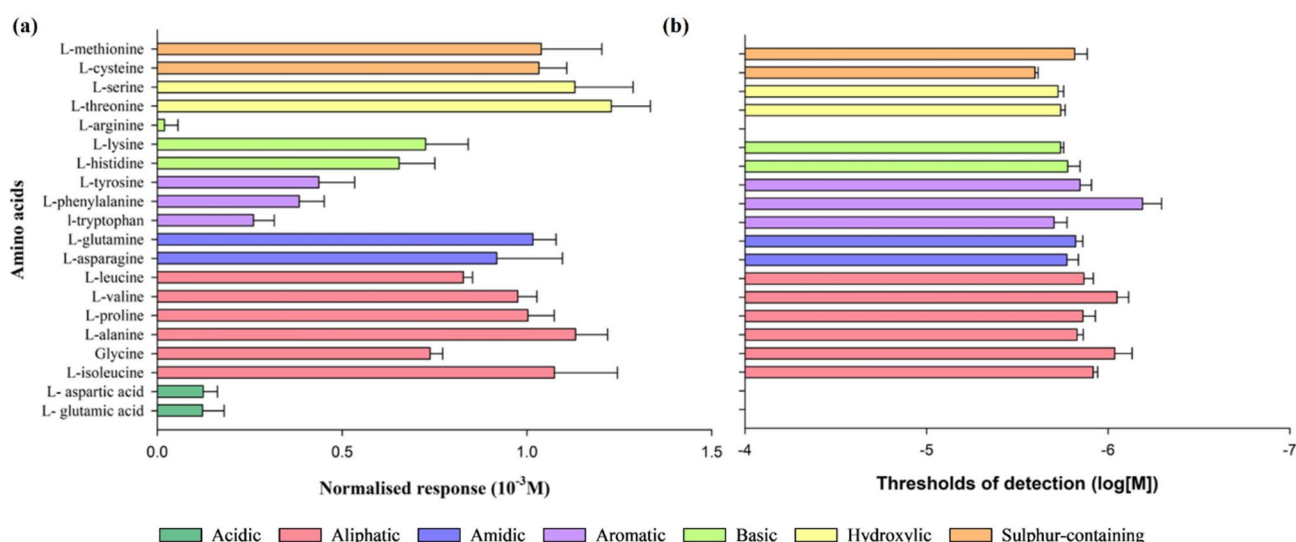 (a)
(b)
Amino acids
L-methionine
L-cysteine
L-serine
L-threonine
L-arginine
L-lysine
L-histidine
L-tyrosine
L-phenylalanine
l-tryptophan
L-glutamine
L-asparagine
L-leucine
L-valine
L-proline
L-alanine
Glycine
L-isoleucine
L- aspartic acid
L- glutamic acid
0.0 0.5 1.0 1.5
-4 -5 -6 -7
Normalised response (10⁻³M)
Thresholds of detection (log[M])
Acidic Aliphatic Amidic Aromatic Basic Hydroxylic Sulphur-containing